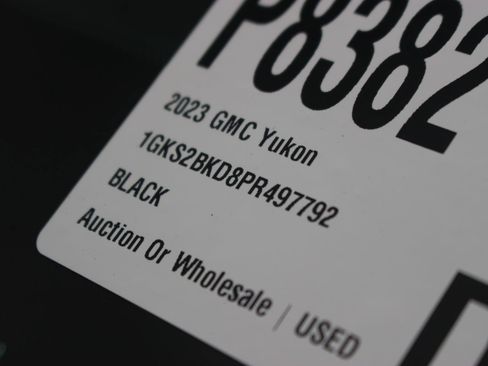 P8382
2023 GMC Yukon
1GKS2BKD8PR497792
BLACK
Auction Or Wholesale | USED